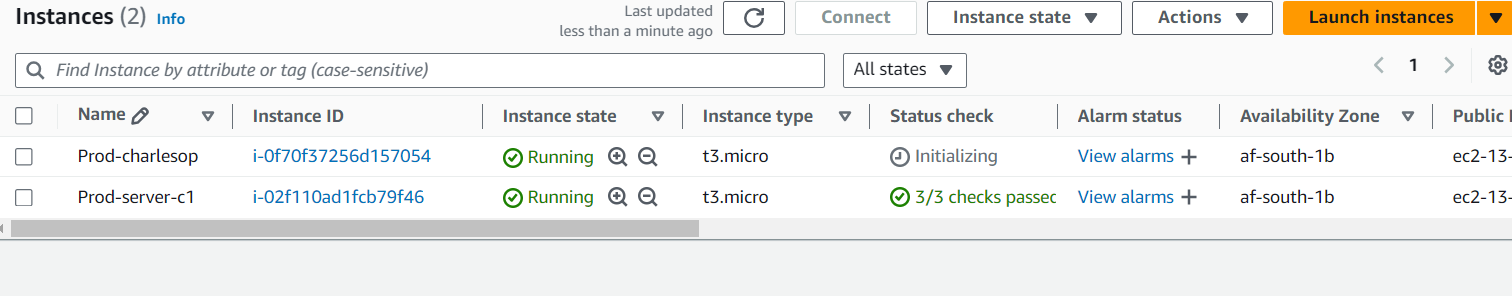 Instances (2) Info
Last updated
less than a minute ago
Connect
Instance state
Actions
Launch instances
Find Instance by attribute or tag (case-sensitive)
All states
1
Name Instance ID Instance state Instance type Status check Alarm status Availability Zone Public
Prod-charlesop i-0f70f37256d157054 Running t3.micro Initializing View alarms + af-south-1b ec2-13-
Prod-server-c1 i-02f110ad1fcb79f46 Running t3.micro 3/3 checks passed View alarms + af-south-1b ec2-13-